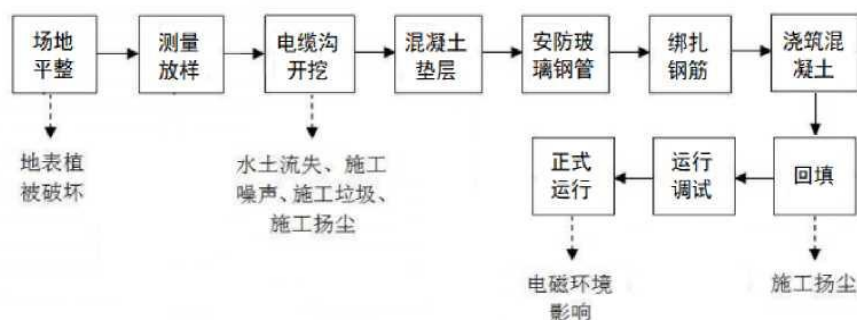 场地
平整
测量
放样
电缆沟
开挖
混凝土
垫层
安防玻
璃钢管
绑扎
钢筋
浇筑混
凝土
地表植
被破坏
水土流失、施工
噪声、施工垃圾、
施工扬尘
正式
运行
运行
调试
回填
电磁环境
影响
施工扬尘